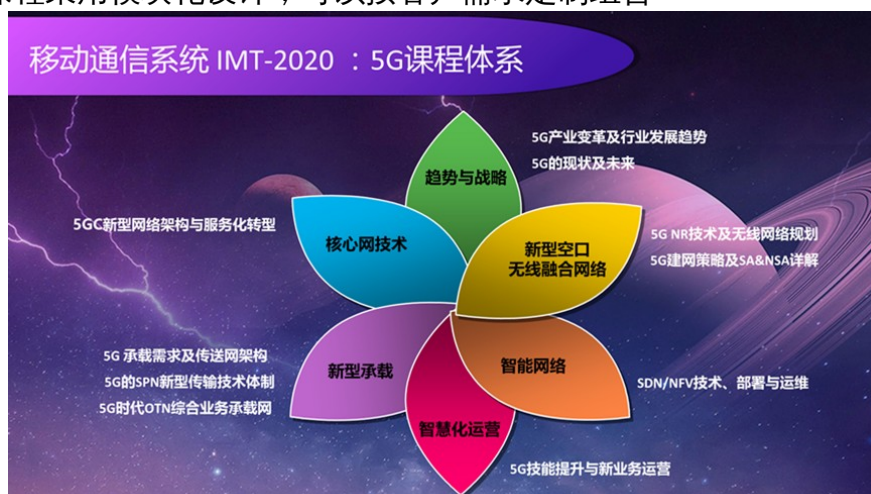 移动通信系统 IMT-2020 ：5G课程体系
趋势与战略
5G产业变革及行业发展趋势
5G的现状及未来
核心网技术
5GC新型网络架构与服务化转型
新型空口
无线融合网络
5G NR技术及无线网络规划
5G建网策略及SA&NSA详解
新型承载
5G 承载需求及传送网架构
5G的SPN新型传输技术体制
5G时代OTN综合业务承载网
智能网络
SDN/NFV技术、部署与运维
智慧化运营
5G技能提升与新业务运营